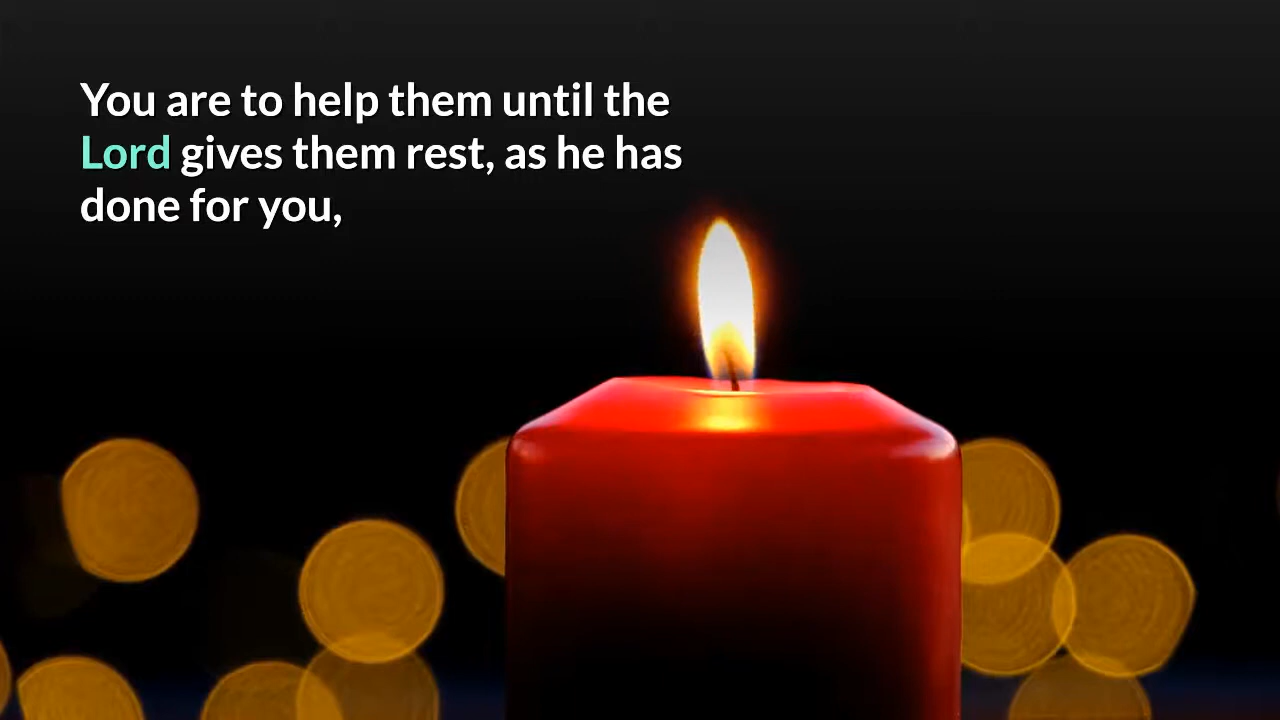 You are to help them until the
Lord gives them rest, as he has
done for you,